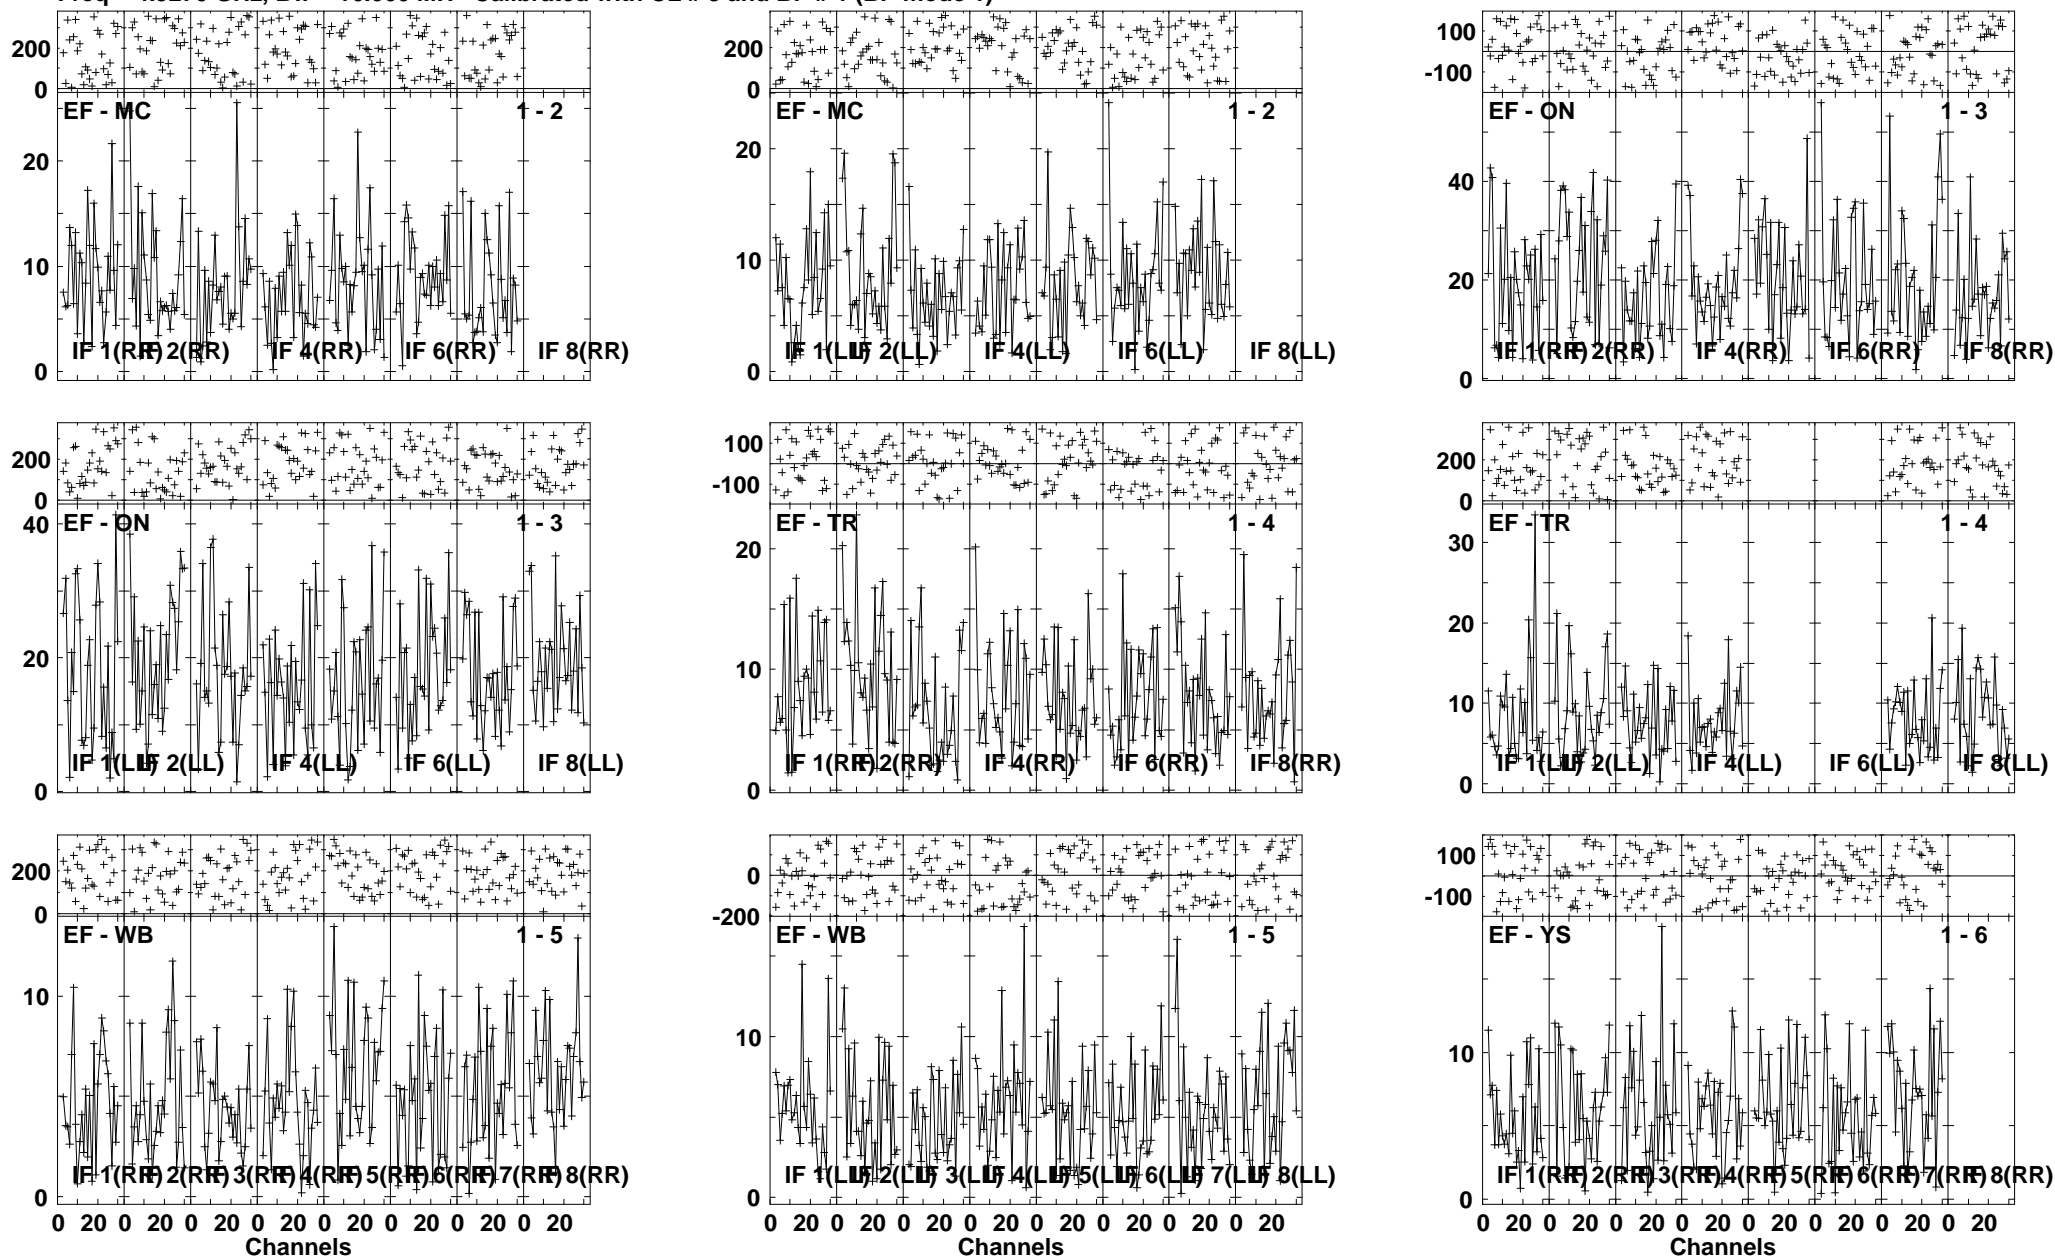 Calibrated with and mode
200
0
EF - MC 1 - 2
20
10
0
IF 1(RR) IF 2(RR) IF 4(RR) IF 6(RR) IF 8(RR)
200
0
EF - MC 1 - 2
20
10
0
IF 1(LL) IF 2(LL) IF 4(LL) IF 6(LL) IF 8(LL)
100
-100
EF - ON 1 - 3
40
20
0
IF 1(RR) IF 2(RR) IF 4(RR) IF 6(RR) IF 8(RR)
200
0
EF - ON 1 - 3
40
20
0
IF 1(LL) IF 2(LL) IF 4(LL) IF 6(LL) IF 8(LL)
100
-100
EF - TR 1 - 4
20
10
0
IF 1(RR) IF 2(RR) IF 4(RR) IF 6(RR) IF 8(RR)
200
0
EF - TR 1 - 4
30
20
10
0
IF 1(LL) IF 2(LL) IF 4(LL) IF 6(LL) IF 8(LL)
200
0
EF - WB 1 - 5
10
0
IF 1(RR) IF 2(RR) IF 3(RR) IF 4(RR) IF 5(RR) IF 6(RR) IF 7(RR) IF 8(RR)
0 20 0 20 0 20 0 20 0 20 0 20 0 20 0 20
Channels
0
-200
EF - WB 1 - 5
10
0
IF 1(LL) IF 2(LL) IF 3(LL) IF 4(LL) IF 5(LL) IF 6(LL) IF 7(LL) IF 8(LL)
0 20 0 20 0 20 0 20 0 20 0 20 0 20 0 20
Channels
100
-100
EF - YS 1 - 6
10
0
IF 1(RR) IF 2(RR) IF 3(RR) IF 4(RR) IF 5(RR) IF 6(RR) IF 7(RR) IF 8(RR)
0 20 0 20 0 20 0 20 0 20 0 20 0 20 0 20
Channels